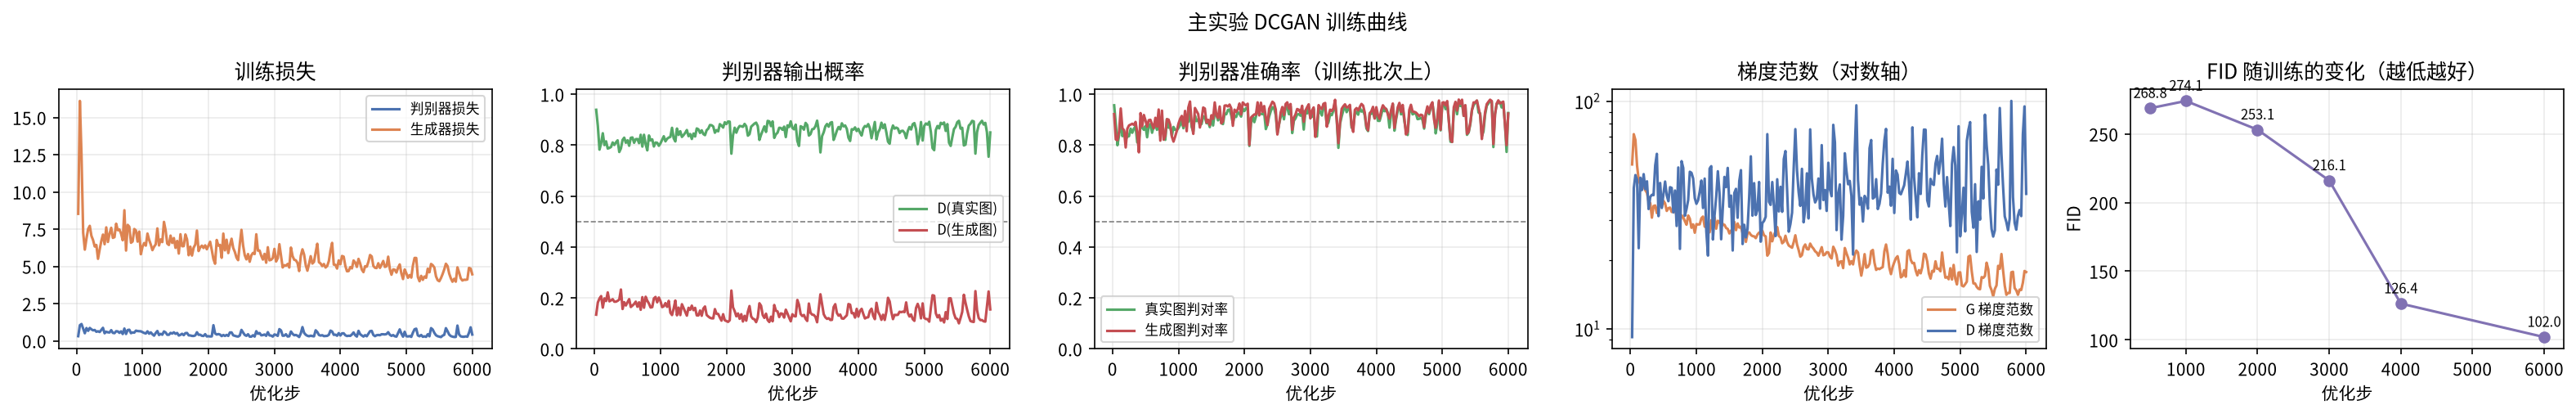 主实验 DCGAN 训练曲线
训练损失
15.0
12.5
10.0
7.5
5.0
2.5
0.0
判别器损失
生成器损失
0 1000 2000 3000 4000 5000 6000
优化步
判别器输出概率
1.0
0.8
0.6
0.4
0.2
0.0
D(真实图)
D(生成图)
0 1000 2000 3000 4000 5000 6000
优化步
判别器准确率（训练批次上）
1.0
0.8
0.6
0.4
0.2
0.0
真实图判对率
生成图判对率
0 1000 2000 3000 4000 5000 6000
优化步
梯度范数（对数轴）
10²
10¹
G 梯度范数
D 梯度范数
0 1000 2000 3000 4000 5000 6000
优化步
FID 随训练的变化（越低越好）
FID
250
200
150
100
268.8
274.1
253.1
216.1
126.4
102.0
1000 2000 3000 4000 5000 6000
优化步